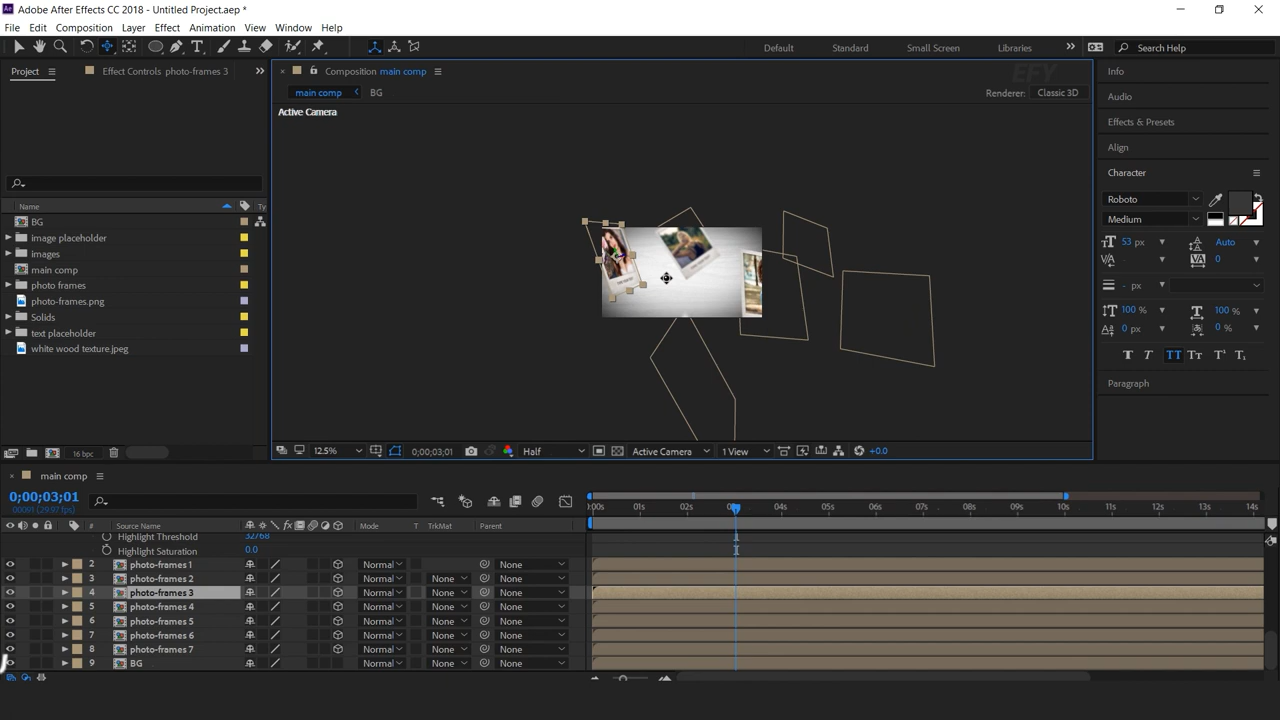 Adobe After Effects CC 2018 - Untitled Project.aep *
File Edit Composition Layer Effect Animation View Window Help
Default Standard Small Screen Libraries Search Help
Project Effect Controls photo-frames 3
Composition main comp
EFY
main comp BG
Renderer: Classic 3D
Active Camera
Name Ty
BG
image placeholder
images
main comp
photo frames
photo-frames.png
Solids
text placeholder
white wood texture.jpeg
16 bpc
12.5% 0;00;03;01 Half Active Camera 1 View +0.0
Info
Audio
Effects & Presets
Align
Character
Roboto
Medium
53 px Auto
0
- px
100 % 100 %
0 px 0 %
Paragraph
main comp
0;00;03;01
00091 (29.97 fps)
# Source Name Mode T TrkMat Parent
:00s 02s 04s 05s 06s 07s 08s 09s 10s 11s 12s 13s 14s
Highlight Threshold 32768
Highlight Saturation 0.0
2 photo-frames 1 Normal None
3 photo-frames 2 Normal None None
4 photo-frames 3 Normal None None
5 photo-frames 4 Normal None None
6 photo-frames 5 Normal None None
7 photo-frames 6 Normal None None
8 photo-frames 7 Normal None None
9 BG Normal None None